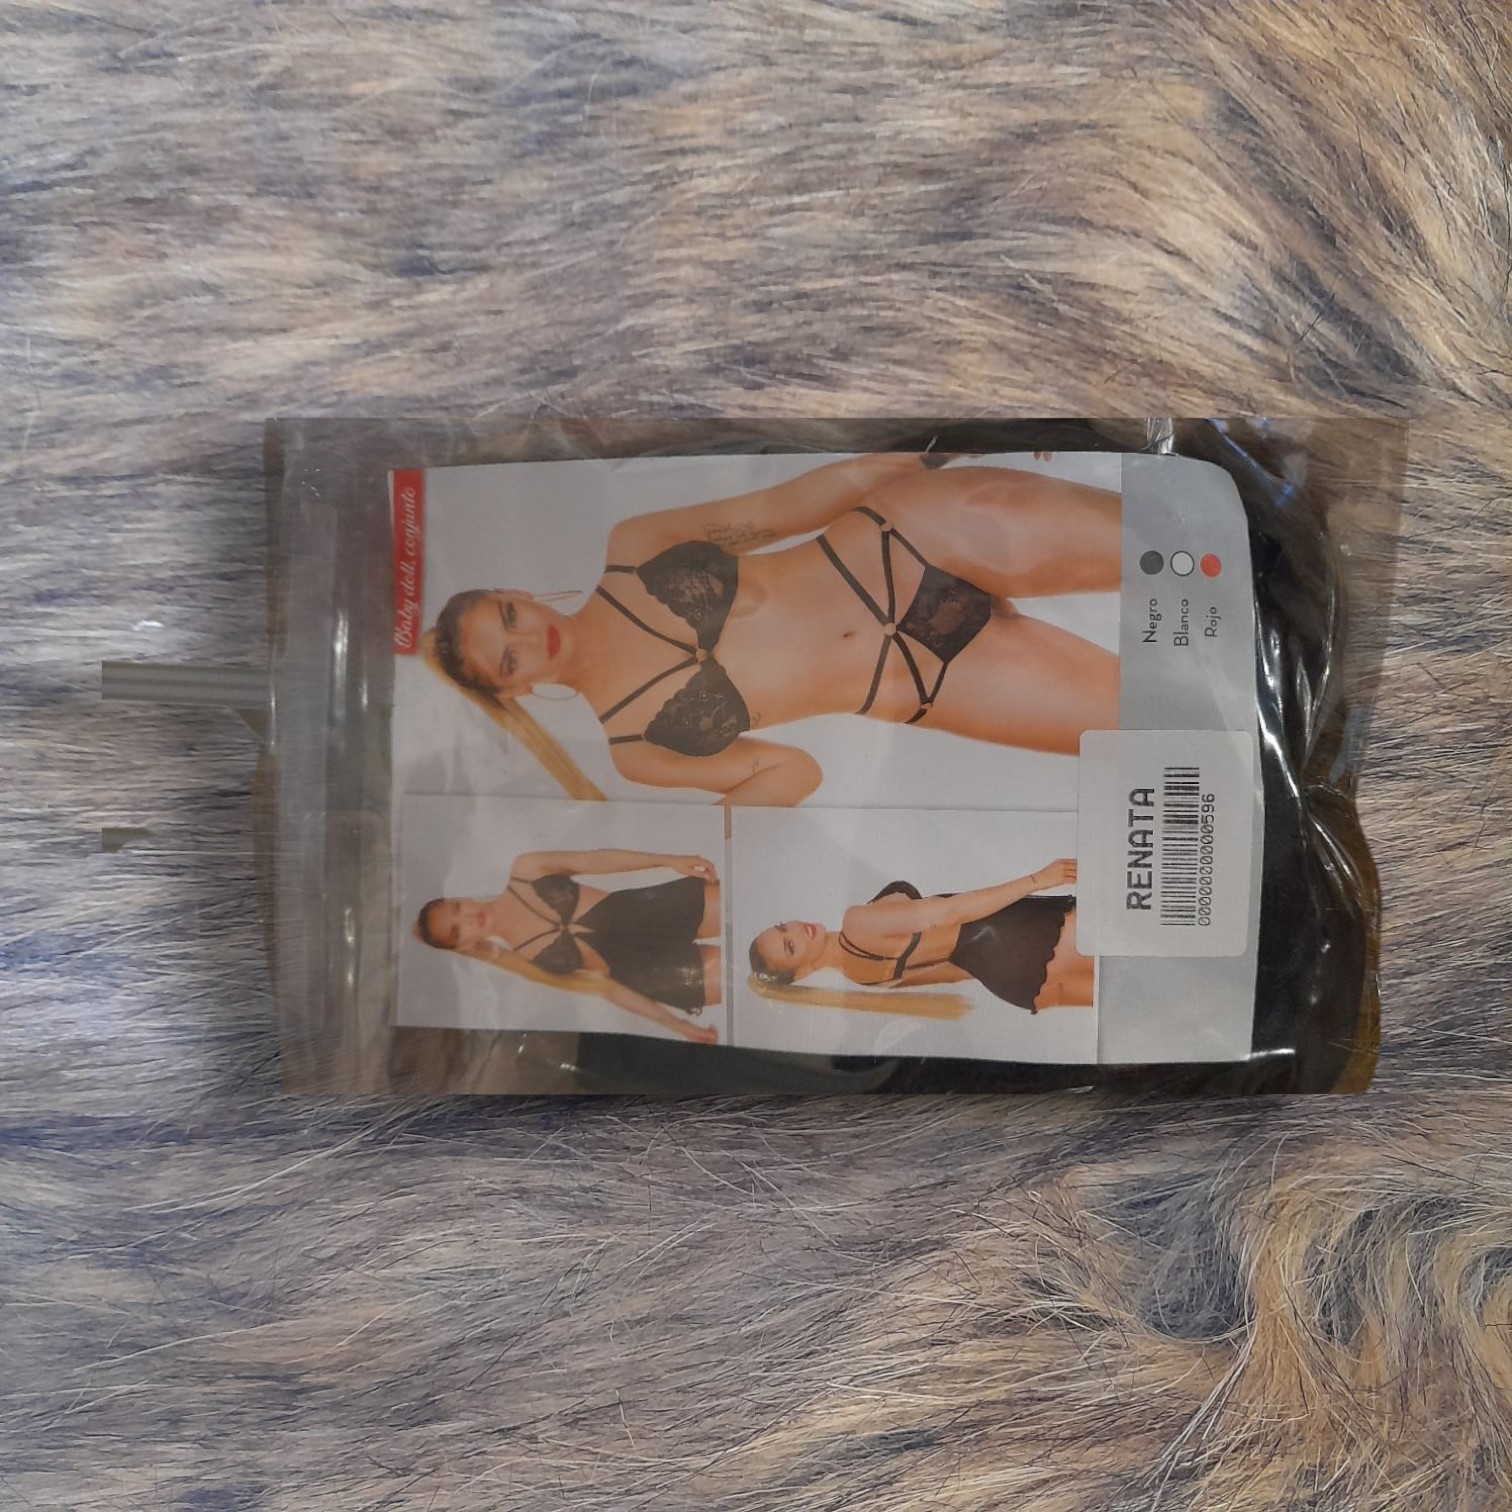 Baby doll, conjunto
Negro
Blanco
Rojo
RENATA
0000000000596